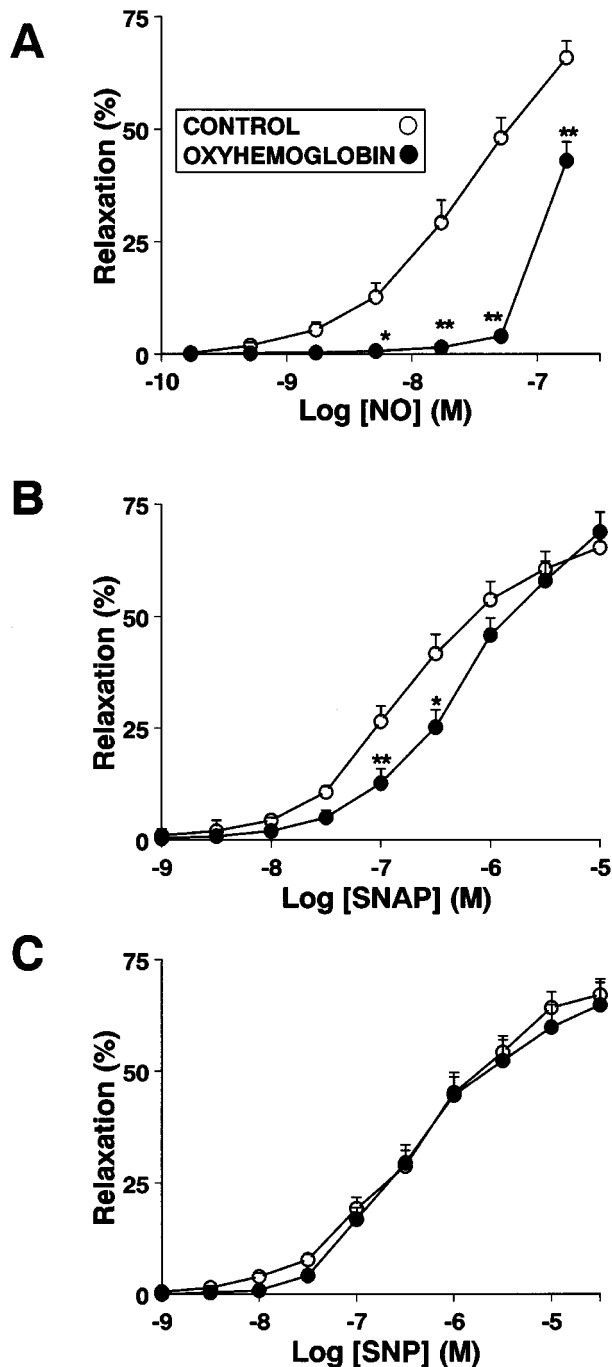 A
75
50
25
0
Relaxation (%)
CONTROL
OXYHEMOGLOBIN
*
**
**
**
-10
-9
-8
-7
Log [NO] (M)
B
75
50
25
0
Relaxation (%)
**
*
-9
-8
-7
-6
-5
Log [SNAP] (M)
C
75
50
25
0
Relaxation (%)
-9
-8
-7
-6
-5
Log [SNP] (M)